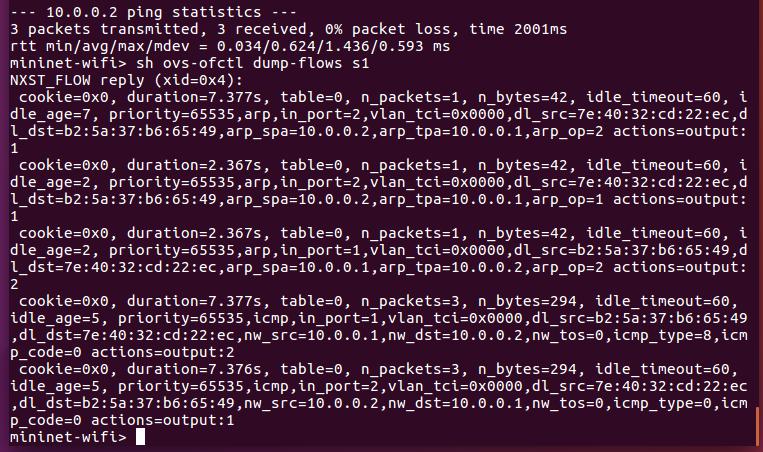 --- 10.0.0.2 ping statistics ---
3 packets transmitted, 3 received, 0% packet loss, time 2001ms
rtt min/avg/max/mdev = 0.034/0.624/1.436/0.593 ms
mininet-wifi> sh ovs-ofctl dump-flows s1
NXST_FLOW reply (xid=0x4):
 cookie=0x0, duration=7.377s, table=0, n_packets=1, n_bytes=42, idle_timeout=60, i
dle_age=7, priority=65535,arp,in_port=2,vlan_tci=0x0000,dl_src=7e:40:32:cd:22:ec,d
l_dst=b2:5a:37:b6:65:49,arp_spa=10.0.0.2,arp_tpa=10.0.0.1,arp_op=2 actions=output:
1
 cookie=0x0, duration=2.367s, table=0, n_packets=1, n_bytes=42, idle_timeout=60, i
dle_age=2, priority=65535,arp,in_port=2,vlan_tci=0x0000,dl_src=7e:40:32:cd:22:ec,d
l_dst=b2:5a:37:b6:65:49,arp_spa=10.0.0.2,arp_tpa=10.0.0.1,arp_op=1 actions=output:
1
 cookie=0x0, duration=2.367s, table=0, n_packets=1, n_bytes=42, idle_timeout=60, i
dle_age=2, priority=65535,arp,in_port=1,vlan_tci=0x0000,dl_src=b2:5a:37:b6:65:49,d
l_dst=7e:40:32:cd:22:ec,arp_spa=10.0.0.1,arp_tpa=10.0.0.2,arp_op=2 actions=output:
2
 cookie=0x0, duration=7.377s, table=0, n_packets=3, n_bytes=294, idle_timeout=60, 
idle_age=5, priority=65535,icmp,in_port=1,vlan_tci=0x0000,dl_src=b2:5a:37:b6:65:49
,dl_dst=7e:40:32:cd:22:ec,nw_src=10.0.0.1,nw_dst=10.0.0.2,nw_tos=0,icmp_type=8,icm
p_code=0 actions=output:2
 cookie=0x0, duration=7.376s, table=0, n_packets=3, n_bytes=294, idle_timeout=60, 
idle_age=5, priority=65535,icmp,in_port=2,vlan_tci=0x0000,dl_src=7e:40:32:cd:22:ec
,dl_dst=b2:5a:37:b6:65:49,nw_src=10.0.0.2,nw_dst=10.0.0.1,nw_tos=0,icmp_type=0,icm
p_code=0 actions=output:1
mininet-wifi>